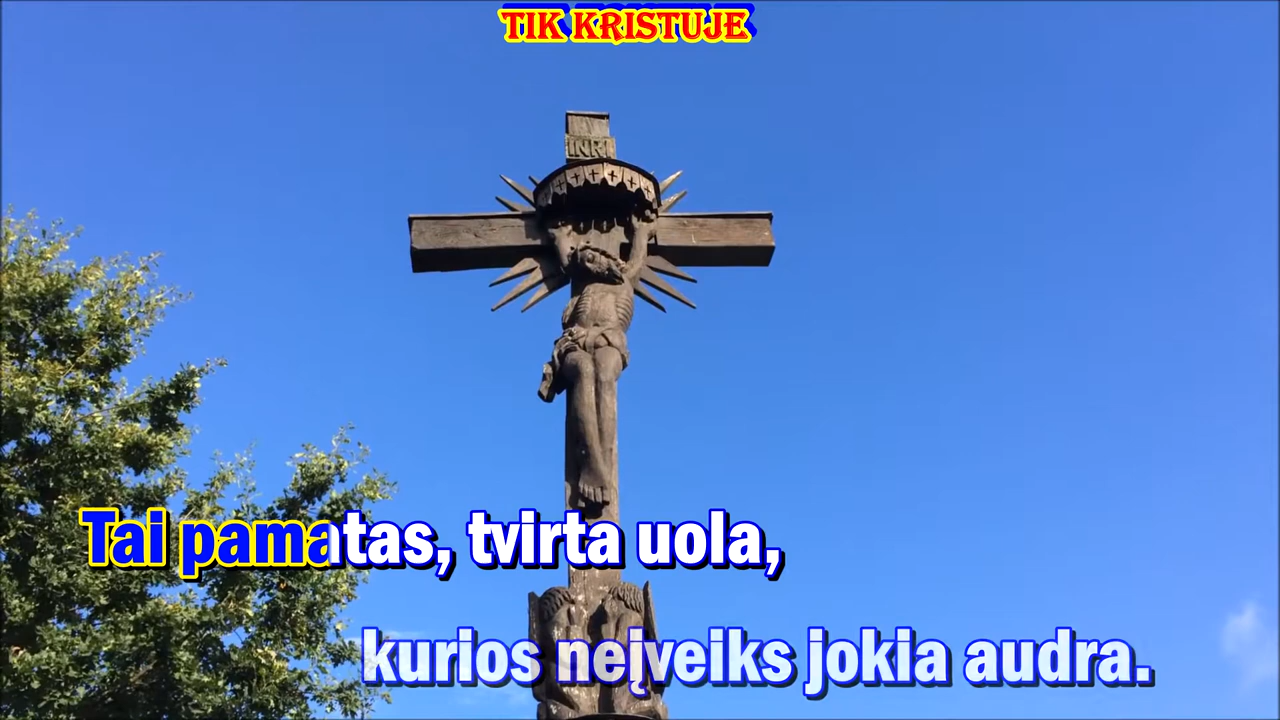 TIK KRISTUJE
INRI
Tai pamatas, tvirta uola,
kurios neįveiks jokia audra.